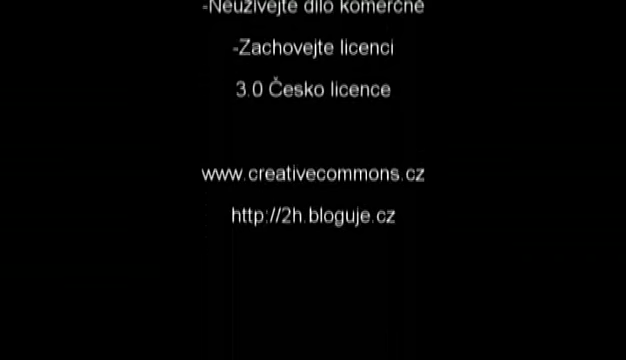 -Neužívejte dílo komerčně
-Zachovejte licenci
3.0 Česko licence
www.creativecommons.cz
http://2h.bloguje.cz